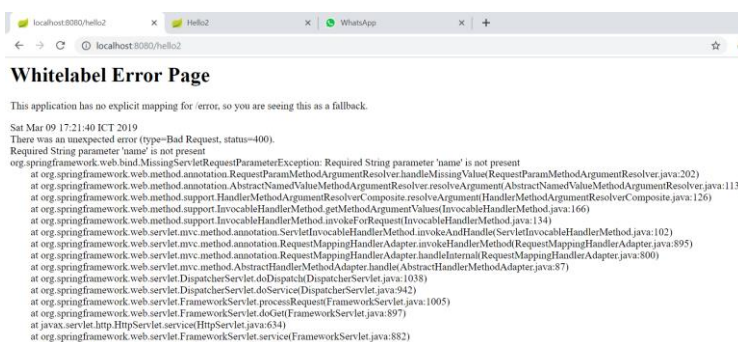 localhost:8080/hello2
Hello2
WhatsApp
localhost:8080/hello2
Whitelabel Error Page
This application has no explicit mapping for /error, so you are seeing this as a fallback.
Sat Mar 09 17:21:40 ICT 2019
There was an unexpected error (type=Bad Request, status=400).
Required String parameter 'name' is not present
org.springframework.web.bind.MissingServletRequestParameterException: Required String parameter 'name' is not present
at org.springframework.web.method.annotation.RequestParamMethodArgumentResolver.handleMissingValue(RequestParamMethodArgumentResolver.java:202)
at org.springframework.web.method.annotation.AbstractNamedValueMethodArgumentResolver.resolveArgument(AbstractNamedValueMethodArgumentResolver.java:113
at org.springframework.web.method.support.HandlerMethodArgumentResolverComposite.resolveArgument(HandlerMethodArgumentResolverComposite.java:126)
at org.springframework.web.method.support.InvocableHandlerMethod.getMethodArgumentValues(InvocableHandlerMethod.java:166)
at org.springframework.web.method.support.InvocableHandlerMethod.invokeForRequest(InvocableHandlerMethod.java:134)
at org.springframework.web.servlet.mvc.method.annotation.ServletInvocableHandlerMethod.invokeAndHandle(ServletInvocableHandlerMethod.java:102)
at org.springframework.web.servlet.mvc.method.annotation.RequestMappingHandlerAdapter.invokeHandlerMethod(RequestMappingHandlerAdapter.java:895)
at org.springframework.web.servlet.mvc.method.annotation.RequestMappingHandlerAdapter.handleInternal(RequestMappingHandlerAdapter.java:800)
at org.springframework.web.servlet.mvc.method.AbstractHandlerMethodAdapter.handle(AbstractHandlerMethodAdapter.java:87)
at org.springframework.web.servlet.DispatcherServlet.doDispatch(DispatcherServlet.java:1038)
at org.springframework.web.servlet.DispatcherServlet.doService(DispatcherServlet.java:942)
at org.springframework.web.servlet.FrameworkServlet.processRequest(FrameworkServlet.java:1005)
at org.springframework.web.servlet.FrameworkServlet.doGet(FrameworkServlet.java:897)
at javax.servlet.http.HttpServlet.service(HttpServlet.java:634)
at org.springframework.web.servlet.FrameworkServlet.service(FrameworkServlet.java:882)